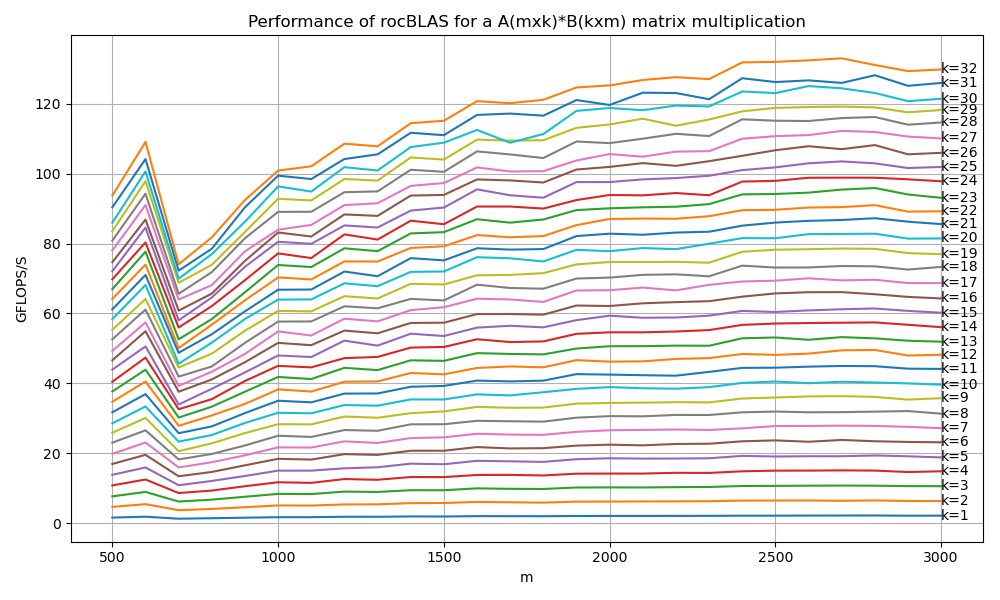 Performance of rocBLAS for a A(mxk)*B(kxm) matrix multiplication
GFLOPS/S
120
100
80
60
40
20
0
k=32
k=31
k=30
k=29
k=28
k=27
k=26
k=25
k=24
k=23
k=22
k=21
k=20
k=19
k=18
k=17
k=16
k=15
k=14
k=13
k=12
k=11
k=10
k=9
k=8
k=7
k=6
k=5
k=4
k=3
k=2
k=1
500 1000 1500 2000 2500 3000
m